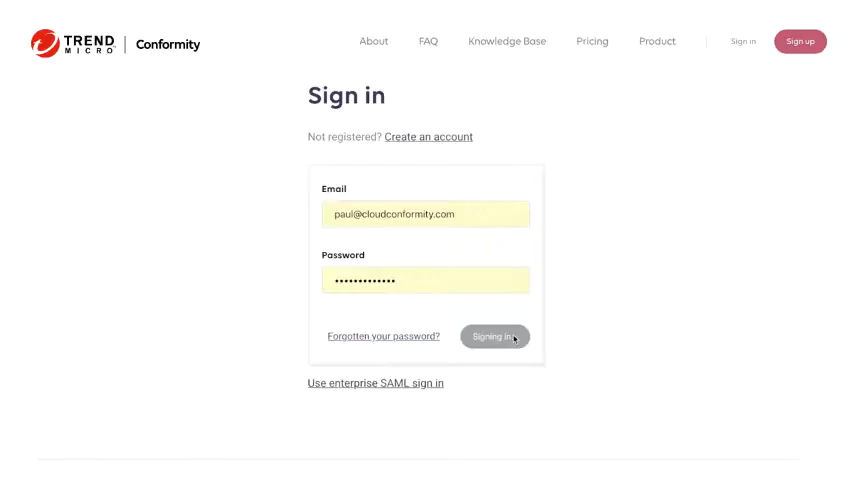 TREND MICRO | Conformity
About FAQ Knowledge Base Pricing Product Sign in Sign up
Sign in
Not registered? Create an account
Email
paul@cloudconformity.com
Password
•••••••••••••
Forgotten your password? Signing in
Use enterprise SAML sign in